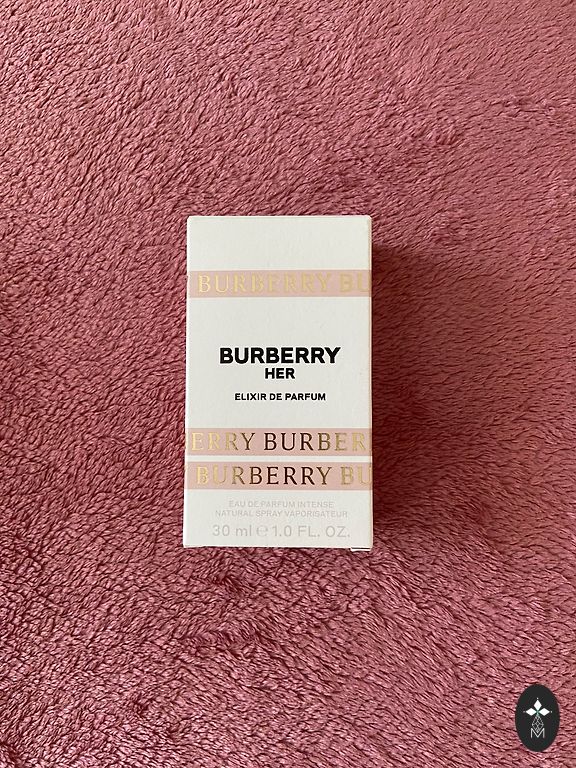 BURBERRY BU
BURBERRY
HER
ELIXIR DE PARFUM
ERRY BURBER
BURBERRY BU
EAU DE PARFUM INTENSE
NATURAL SPRAY VAPORISATEUR
30 ml ℮ 1.0 FL. OZ.
M